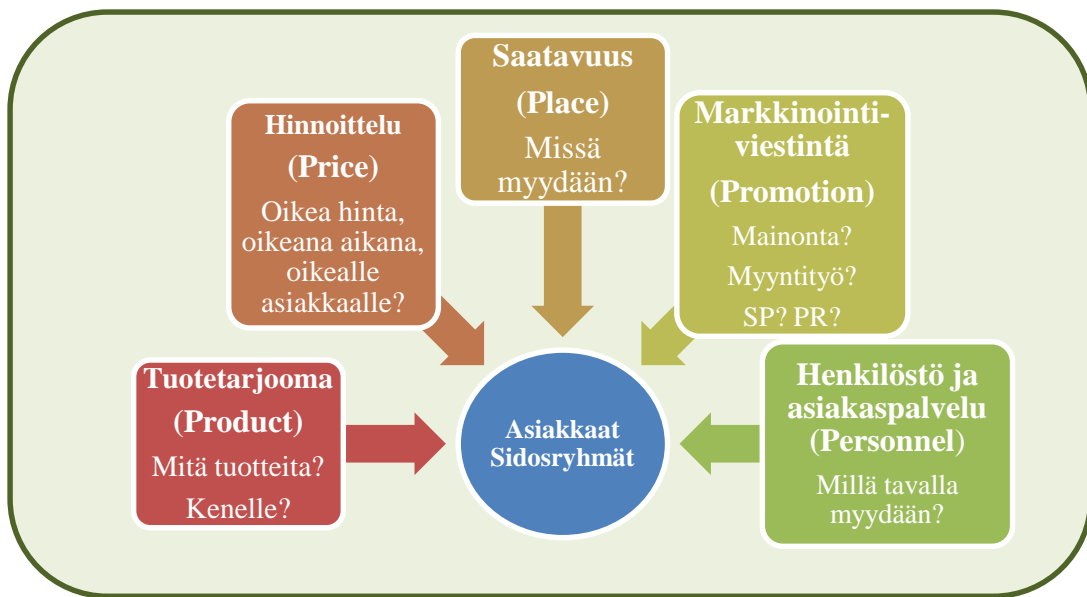 Saatavuus
(Place)
Missä
myydään?
Hinnoittelu
(Price)
Oikea hinta,
oikeana aikana,
oikealle
asiakkaalle?
Markkinointi-
viestintä
(Promotion)
Mainonta?
Myyntityö?
SP? PR?
Tuotetarjooma
(Product)
Mitä tuotteita?
Kenelle?
Asiakkaat
Sidosryhmät
Henkilöstö ja
asiakaspalvelu
(Personnel)
Millä tavalla
myydään?